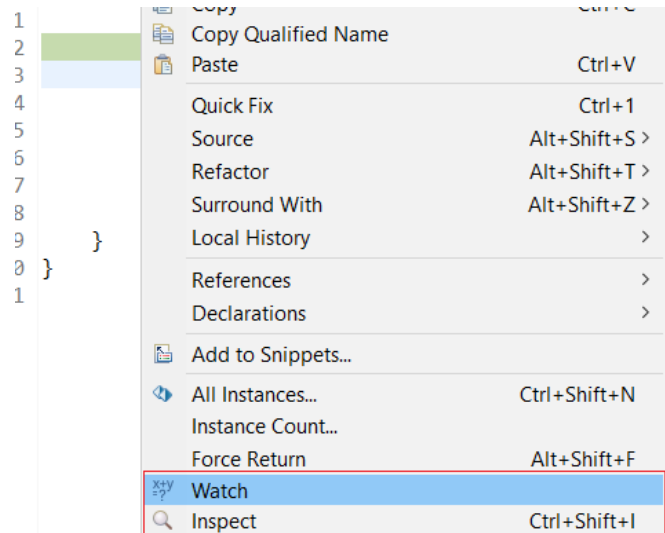 1
2
3
4
5
6
7
8
9 }
0 }
1
Copy Ctrl+C
Copy Qualified Name
Paste Ctrl+V
Quick Fix Ctrl+1
Source Alt+Shift+S >
Refactor Alt+Shift+T >
Surround With Alt+Shift+Z >
Local History >
References >
Declarations >
Add to Snippets...
All Instances... Ctrl+Shift+N
Instance Count...
Force Return Alt+Shift+F
x+y
=?
Watch
Inspect Ctrl+Shift+I